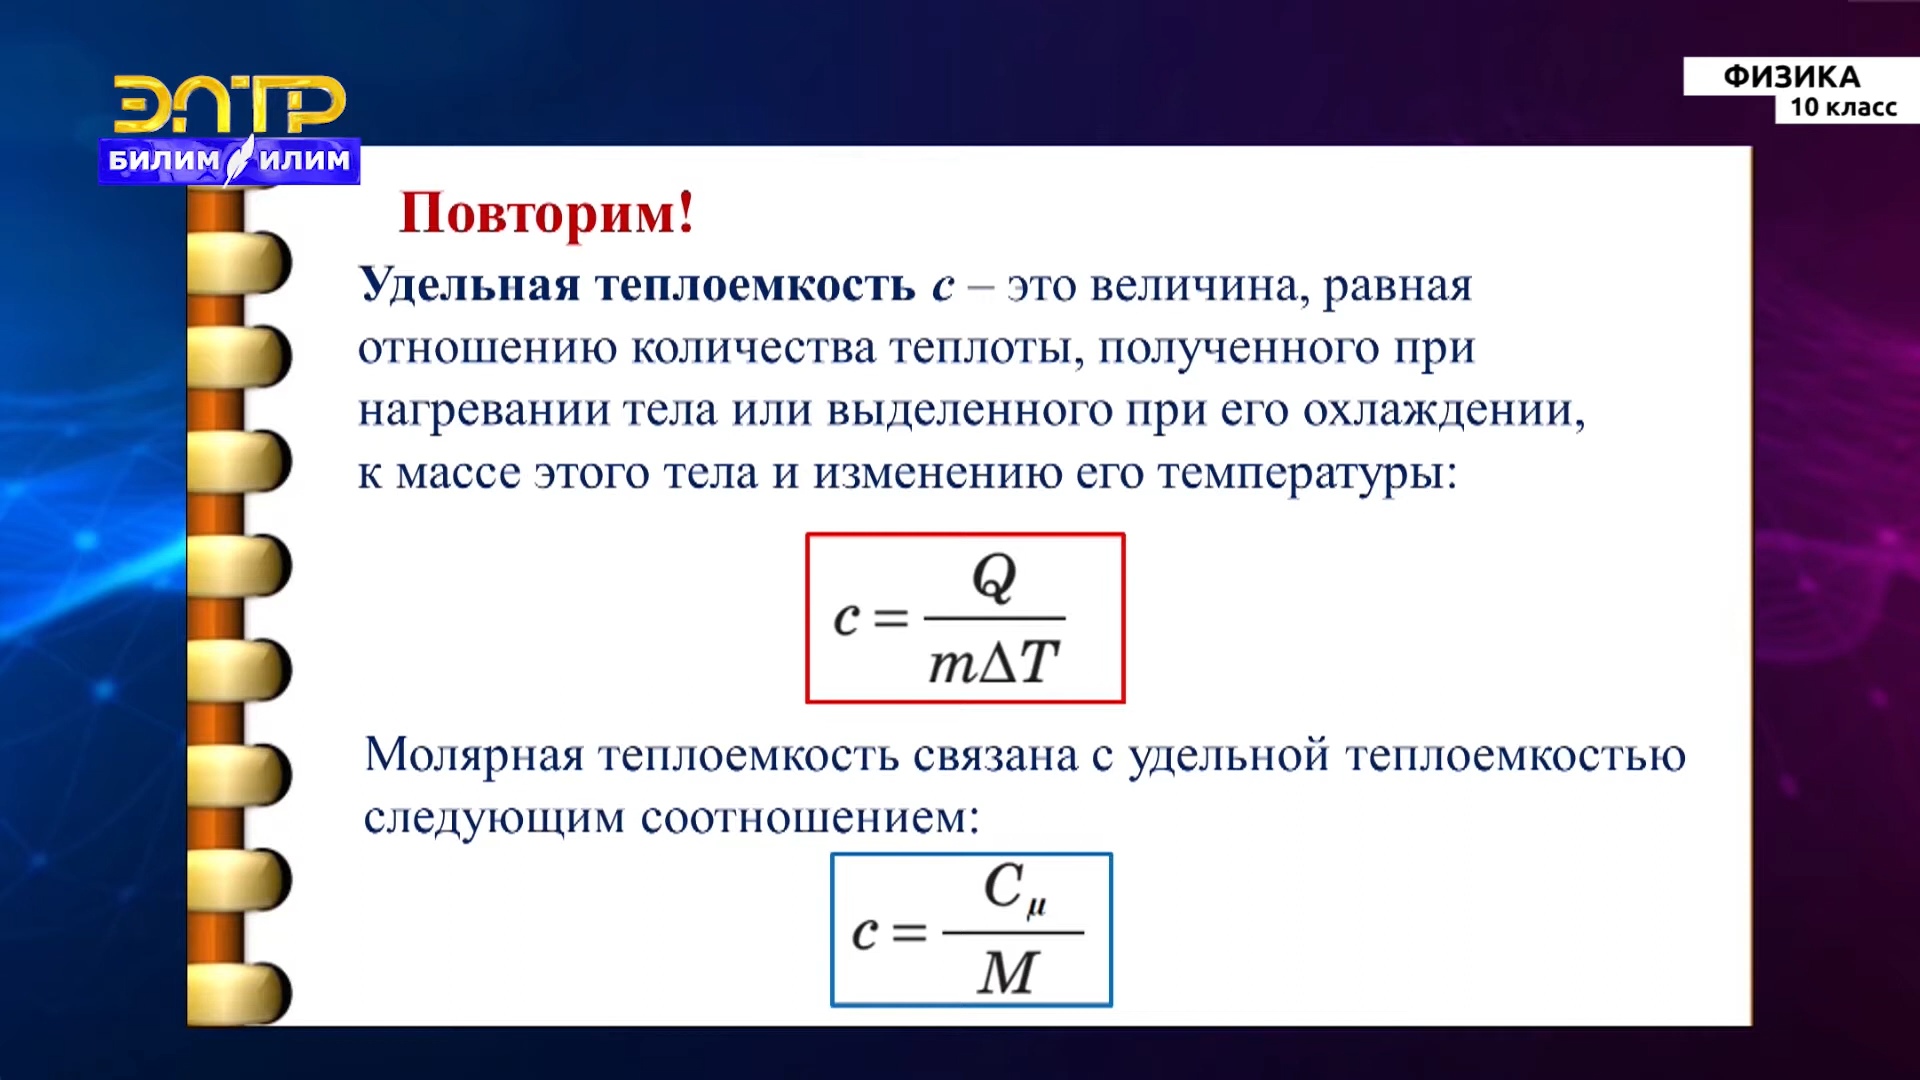 ЭЛТР
БИЛИМ ИЛИМ
ФИЗИКА
10 класс
Повторим!
Удельная теплоемкость c – это величина, равная
отношению количества теплоты, полученного при
нагревании тела или выделенного при его охлаждении,
к массе этого тела и изменению его температуры:
c = Q / mΔT
Молярная теплоемкость связана с удельной теплоемкостью
следующим соотношением:
c = C_μ / M